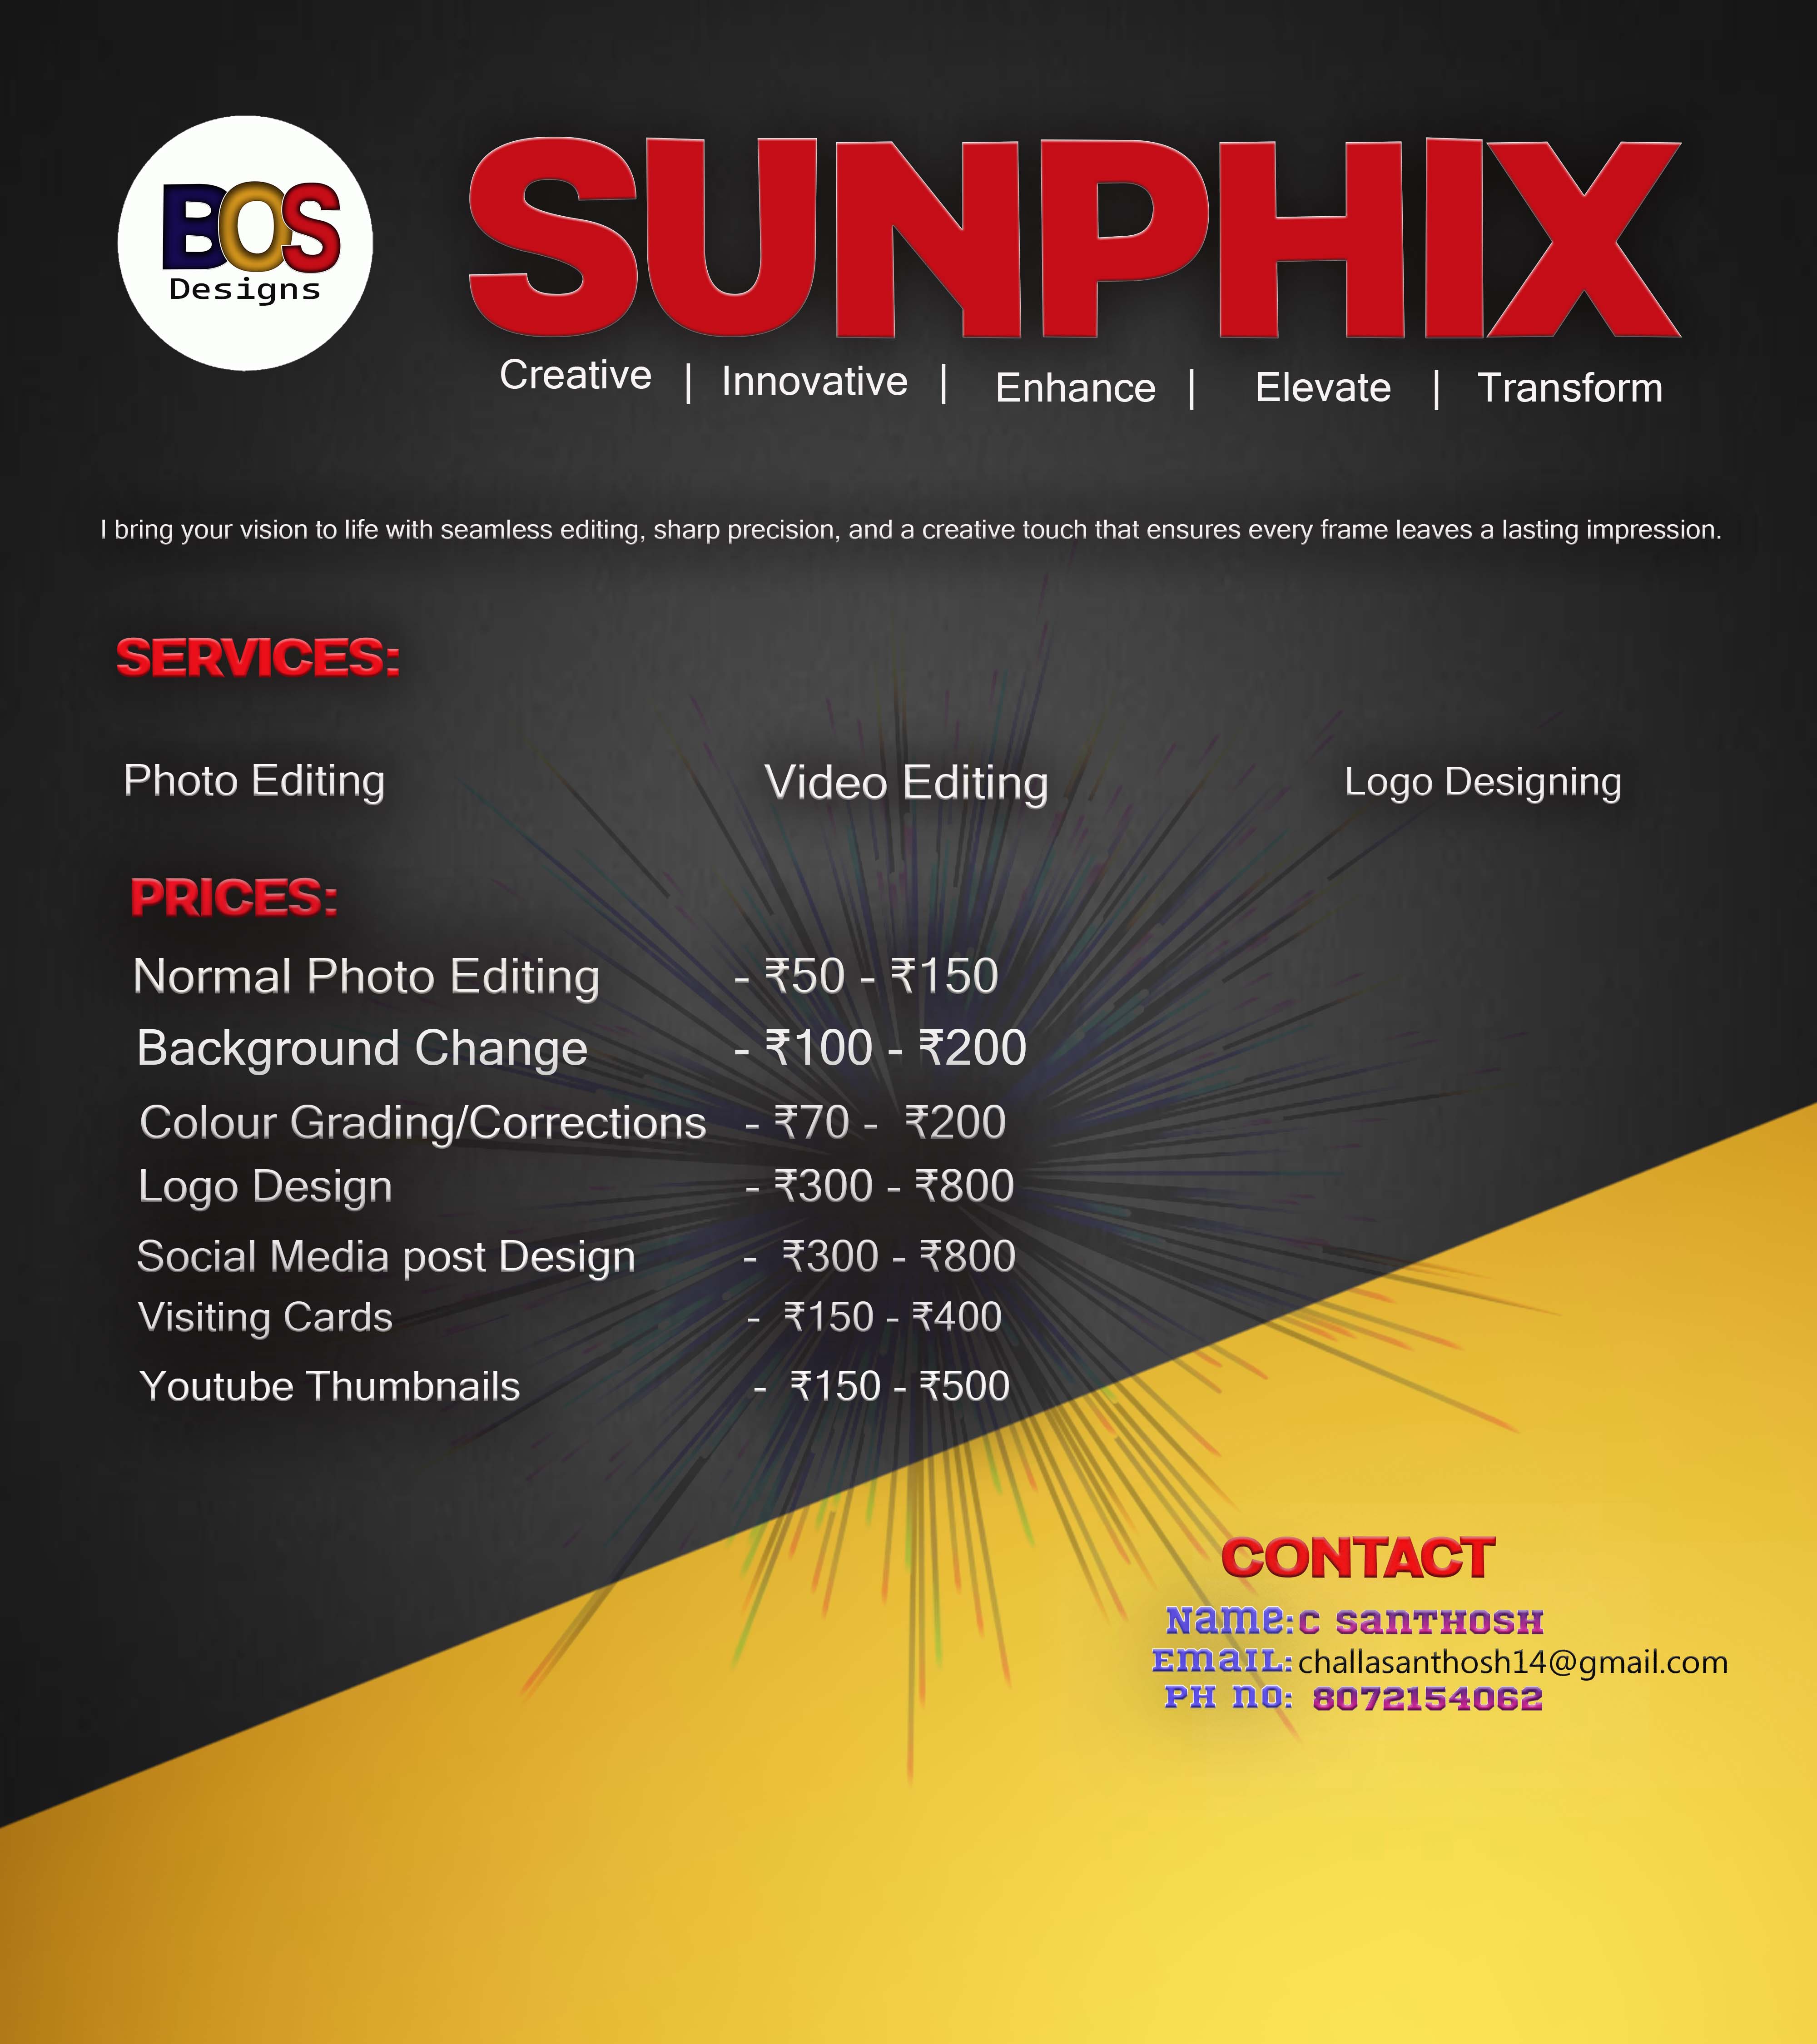 BOS
Designs
SUNPHIX
Creative | Innovative | Enhance | Elevate | Transform
I bring your vision to life with seamless editing, sharp precision, and a creative touch that ensures every frame leaves a lasting impression.
SERVICES:
Photo Editing Video Editing Logo Designing
PRICES:
Normal Photo Editing - ₹50 - ₹150
Background Change - ₹100 - ₹200
Colour Grading/Corrections - ₹70 - ₹200
Logo Design - ₹300 - ₹800
Social Media post Design - ₹300 - ₹800
Visiting Cards - ₹150 - ₹400
Youtube Thumbnails - ₹150 - ₹500
CONTACT
Name: C SANTHOSH
EMAIL: challasanthosh14@gmail.com
PH NO: 8072154062